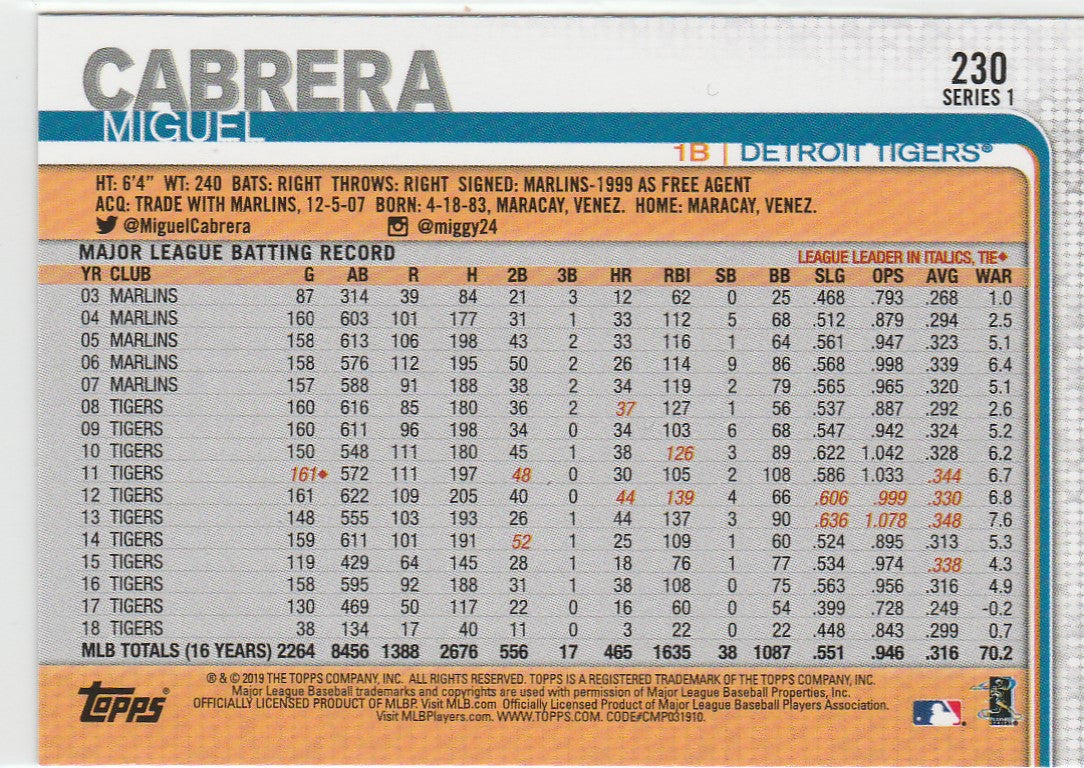 CABRERA
MIGUEL
230
SERIES 1
1B | DETROIT TIGERS®
HT: 6'4" WT: 240 BATS: RIGHT THROWS: RIGHT SIGNED: MARLINS-1999 AS FREE AGENT
ACQ: TRADE WITH MARLINS, 12-5-07 BORN: 4-18-83, MARACAY, VENEZ. HOME: MARACAY, VENEZ.
@MiguelCabrera @miggy24
MAJOR LEAGUE BATTING RECORD LEAGUE LEADER IN ITALICS, TIE♦
YR CLUB G AB R H 2B 3B HR RBI SB BB SLG OPS AVG WAR
03 MARLINS 87 314 39 84 21 3 12 62 0 25 .468 .793 .268 1.0
04 MARLINS 160 603 101 177 31 1 33 112 5 68 .512 .879 .294 2.5
05 MARLINS 158 613 106 198 43 2 33 116 1 64 .561 .947 .323 5.1
06 MARLINS 158 576 112 195 50 2 26 114 9 86 .568 .998 .339 6.4
07 MARLINS 157 588 91 188 38 2 34 119 2 79 .565 .965 .320 5.1
08 TIGERS 160 616 85 180 36 2 37 127 1 56 .537 .887 .292 2.6
09 TIGERS 160 611 96 198 34 0 34 103 6 68 .547 .942 .324 5.2
10 TIGERS 150 548 111 180 45 1 38 126 3 89 .622 1.042 .328 6.2
11 TIGERS 161♦ 572 111 197 48 0 30 105 2 108 .586 1.033 .344 6.7
12 TIGERS 161 622 109 205 40 0 44 139 4 66 .606 .999 .330 6.8
13 TIGERS 148 555 103 193 26 1 44 137 3 90 .636 1.078 .348 7.6
14 TIGERS 159 611 101 191 52 1 25 109 1 60 .524 .895 .313 5.3
15 TIGERS 119 429 64 145 28 1 18 76 1 77 .534 .974 .338 4.3
16 TIGERS 158 595 92 188 31 1 38 108 0 75 .563 .956 .316 4.9
17 TIGERS 130 469 50 117 22 0 16 60 0 54 .399 .728 .249 -0.2
18 TIGERS 38 134 17 40 11 0 3 22 0 22 .448 .843 .299 0.7
MLB TOTALS (16 YEARS) 2264 8456 1388 2676 556 17 465 1635 38 1087 .551 .946 .316 70.2
® & © 2019 THE TOPPS COMPANY, INC. ALL RIGHTS RESERVED. TOPPS IS A REGISTERED TRADEMARK OF THE TOPPS COMPANY, INC.
Major League Baseball trademarks and copyrights are used with permission of Major League Baseball Properties, Inc.
OFFICIALLY LICENSED PRODUCT OF MLBP. Visit MLB.com Officially Licensed Product of Major League Baseball Players Association.
Visit MLBPlayers.com. WWW.TOPPS.COM. CODE#CMP031910.
TOPPS®